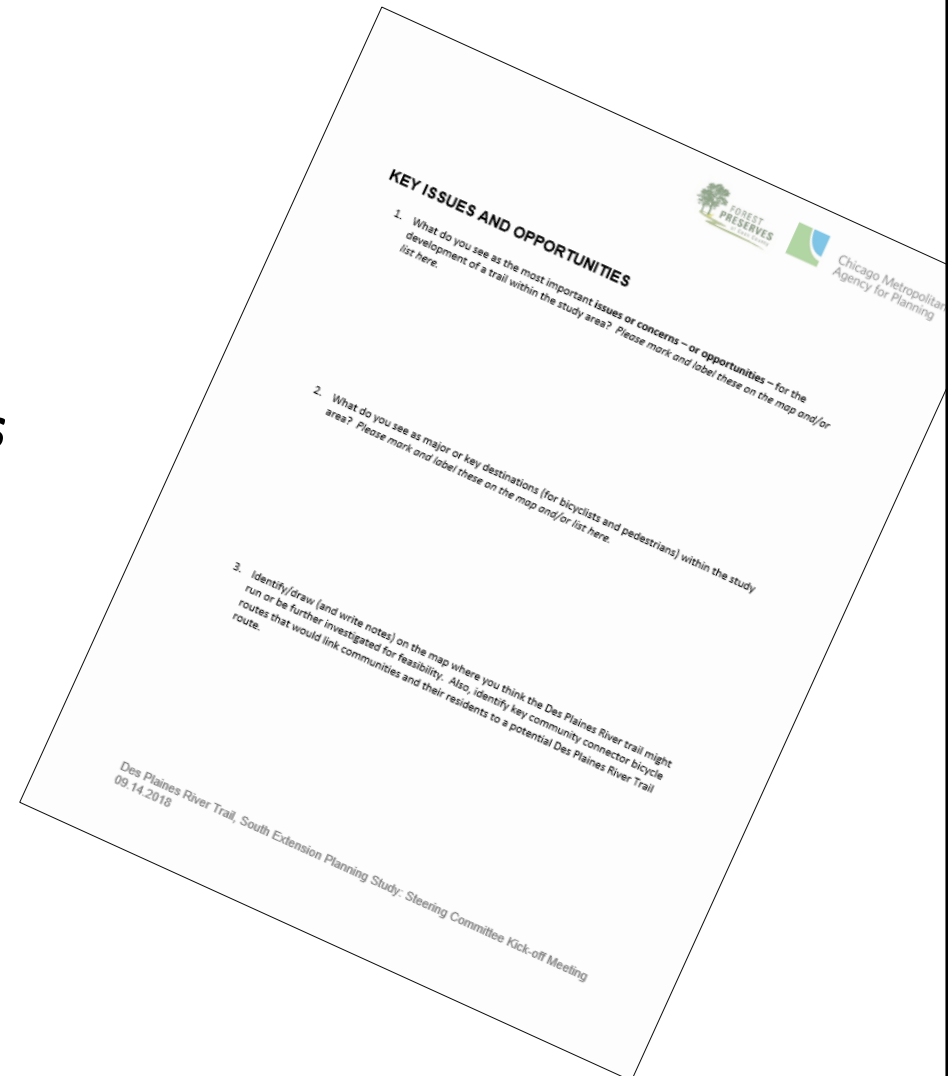 s
FOREST
PRESERVES
Chicago Metropolitan
Agency for Planning
KEY ISSUES AND OPPORTUNITIES
1. What do you see as the most important issues or concerns – or opportunities – for the
development of a trail within the study area? Please mark and label these on the map and/or
list here.
2. What do you see as major or key destinations (for bicyclists and pedestrians) within the study
area? Please mark and label these on the map and/or list here.
3. Identify/draw (and write notes) on the map where you think the Des Plaines River trail might
run or be further investigated for feasibility. Also, identify key community connector bicycle
routes that would link communities and their residents to a potential Des Plaines River Trail
route.
Des Plaines River Trail, South Extension Planning Study: Steering Committee Kick-off Meeting
09.14.2018